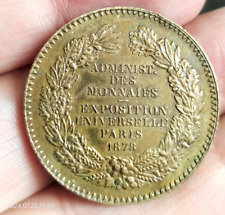 ADMINIST.
DES
MONNAIES
EXPOSITION
UNIVERSELLE
PARIS
1878